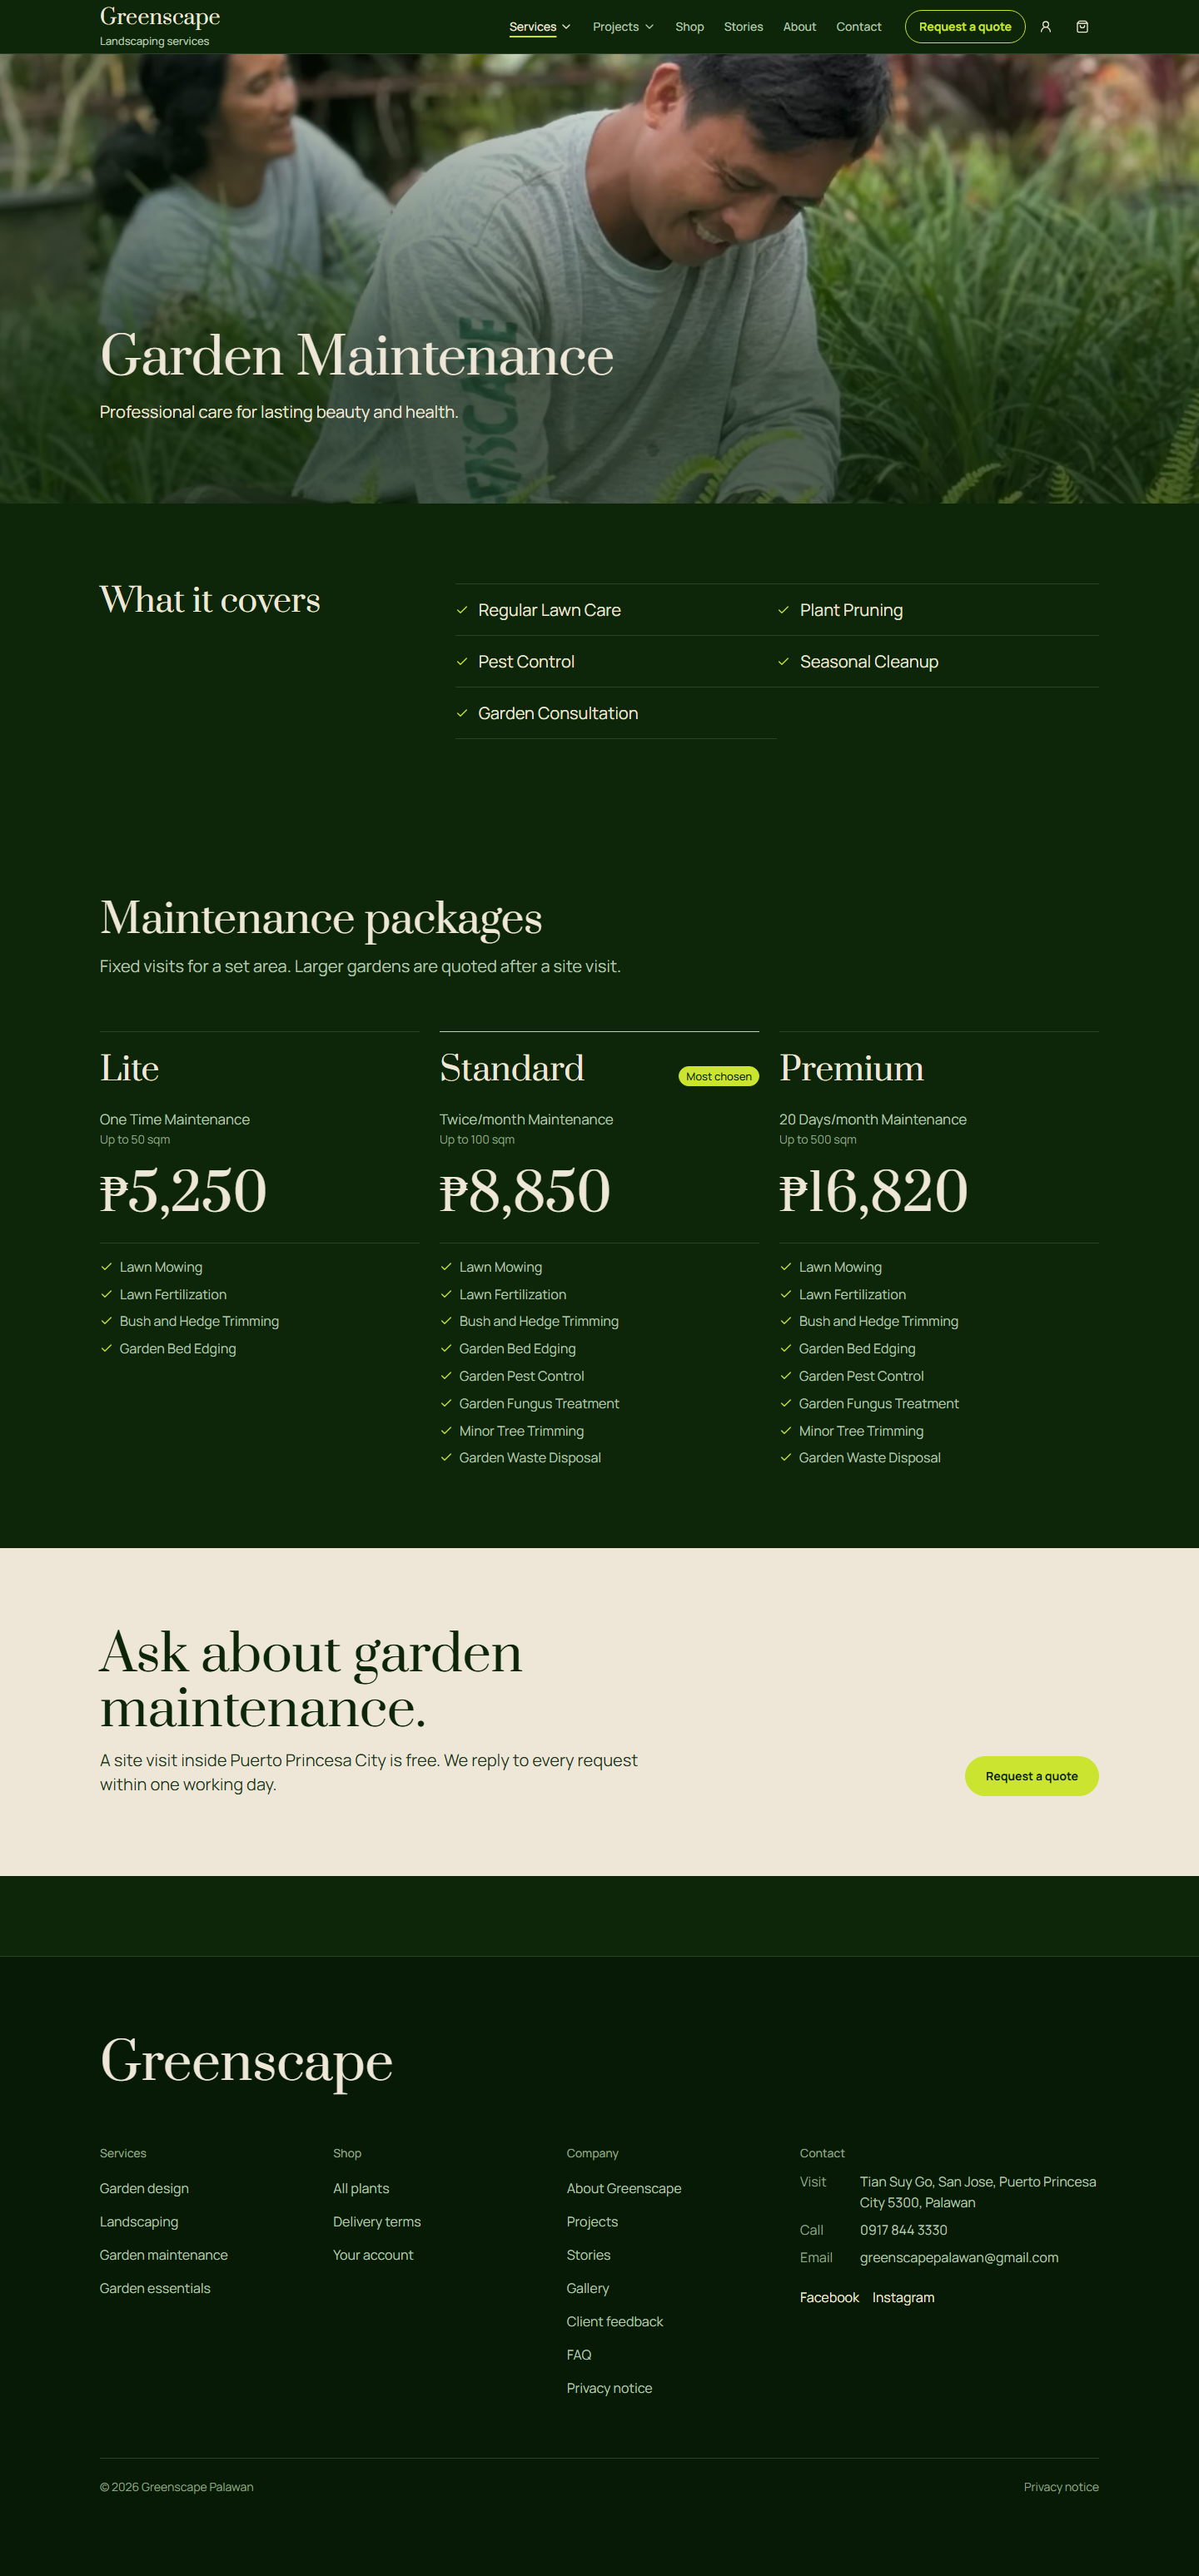 Greenscape
Landscaping services
Services
Projects
Shop
Stories
About
Contact
Request a quote
Garden Maintenance
Professional care for lasting beauty and health.
What it covers
Regular Lawn Care
Plant Pruning
Pest Control
Seasonal Cleanup
Garden Consultation
Maintenance packages
Fixed visits for a set area. Larger gardens are quoted after a site visit.
Lite
One Time Maintenance
Up to 50 sqm
₱5,250
Lawn Mowing
Lawn Fertilization
Bush and Hedge Trimming
Garden Bed Edging
Standard
Most chosen
Twice/month Maintenance
Up to 100 sqm
₱8,850
Lawn Mowing
Lawn Fertilization
Bush and Hedge Trimming
Garden Bed Edging
Garden Pest Control
Garden Fungus Treatment
Minor Tree Trimming
Garden Waste Disposal
Premium
20 Days/month Maintenance
Up to 500 sqm
₱16,820
Lawn Mowing
Lawn Fertilization
Bush and Hedge Trimming
Garden Bed Edging
Garden Pest Control
Garden Fungus Treatment
Minor Tree Trimming
Garden Waste Disposal
Ask about garden
maintenance.
A site visit inside Puerto Princesa City is free. We reply to every request
within one working day.
Request a quote
Greenscape
Services
Garden design
Landscaping
Garden maintenance
Garden essentials
Shop
All plants
Delivery terms
Your account
Company
About Greenscape
Projects
Stories
Gallery
Client feedback
FAQ
Privacy notice
Contact
Visit
Tian Suy Go, San Jose, Puerto Princesa
City 5300, Palawan
Call
0917 844 3330
Email
greenscapepalawan@gmail.com
Facebook
Instagram
© 2026 Greenscape Palawan
Privacy notice